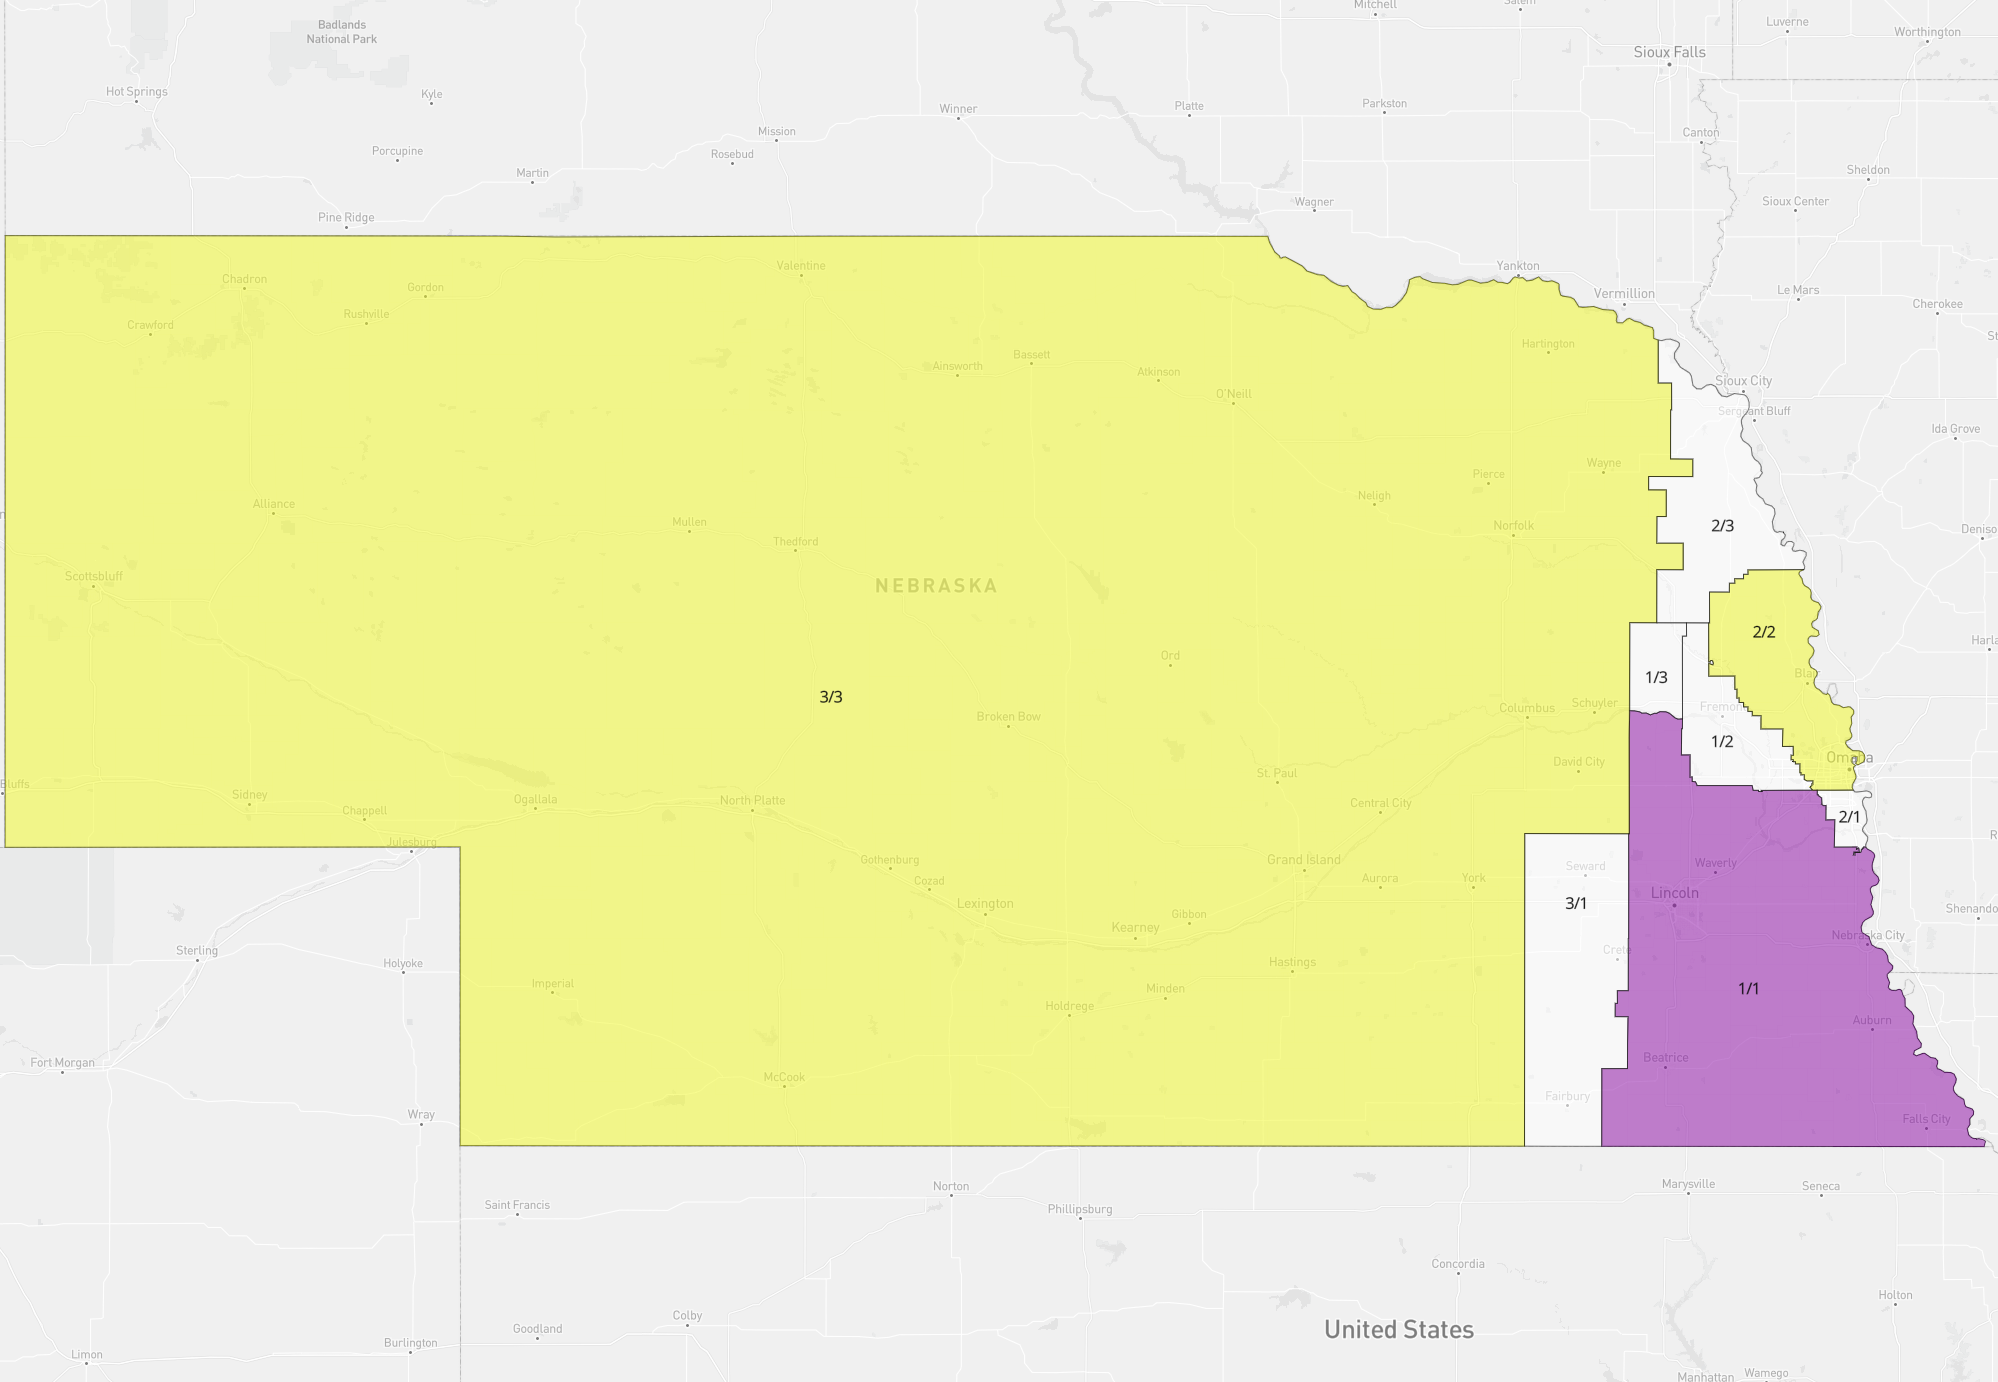 Badlands
National Park
Mitchell
Salem
Luverne
Worthington
Sioux Falls
Hot Springs
Kyle
Winner
Platte
Parkston
Mission
Canton
Porcupine
Rosebud
Martin
Sheldon
Pine Ridge
Wagner
Sioux Center
Chadron
Valentine
Yankton
Gordon
Vermillion
Le Mars
Cherokee
Rushville
Crawford
St
Hartington
Bassett
Ainsworth
Atkinson
Sioux City
O'Neill
Sergeant Bluff
Ida Grove
Wayne
Pierce
Neligh
Alliance
Mullen
Norfolk
2/3
Deniso
Thedford
Scottsbluff
NEBRASKA
2/2
Harla
Ord
1/3
Blair
3/3
Schuyler
Columbus
Fremont
Broken Bow
1/2
Omaha
David City
St. Paul
Bluffs
Sidney
Ogallala
North Platte
Central City
Chappell
2/1
Julesburg
R
Gothenburg
Grand Island
Seward
Waverly
Cozad
Aurora
York
Lincoln
Lexington
3/1
Gibbon
Shenando
Kearney
Nebraska City
Sterling
Crete
Holyoke
Hastings
Imperial
Minden
1/1
Holdrege
Auburn
Fort Morgan
Beatrice
McCook
Fairbury
Wray
Falls City
Norton
Marysville
Seneca
Saint Francis
Phillipsburg
Concordia
Holton
Colby
Goodland
United States
Burlington
Limon
Manhattan
Wamego